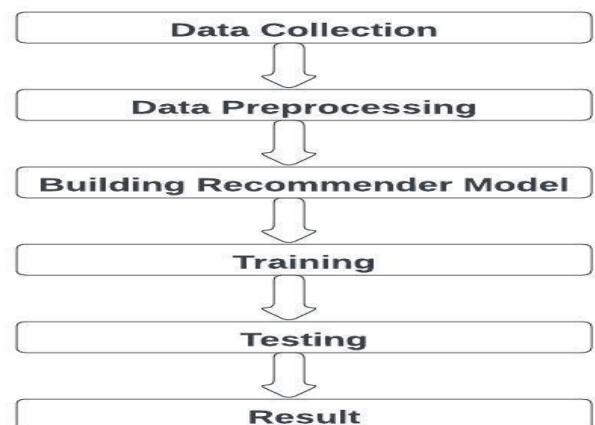 Data Collection
Data Preprocessing
Building Recommender Model
Training
Testing
Result